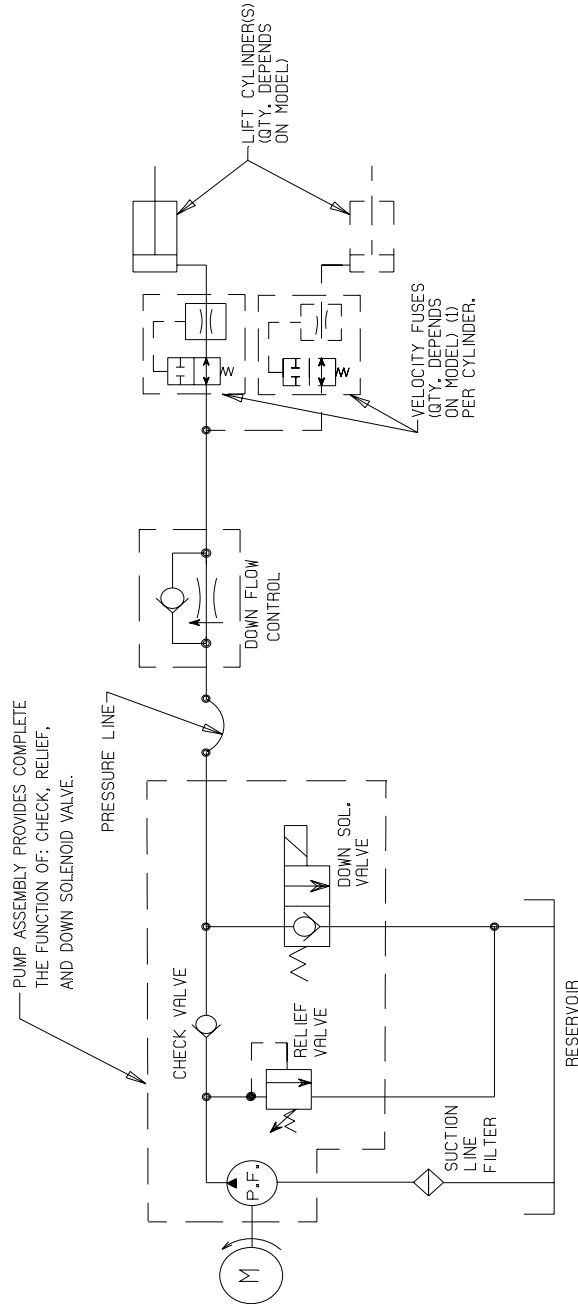 PUMP ASSEMBLY PROVIDES COMPLETE
THE FUNCTION OF: CHECK, RELIEF,
AND DOWN SOLENOID VALVE.
PRESSURE LINE
LIFT CYLINDER(S)
(QTY. DEPENDS
ON MODEL)
CHECK VALVE
RELIEF
VALVE
DOWN SOL.
VALVE
DOWN FLOW
CONTROL
VELOCITY FUSES
(QTY. DEPENDS
ON MODEL) (1)
PER CYLINDER.
M
P.F.
SUCTION
LINE
FILTER
RESERVOIR